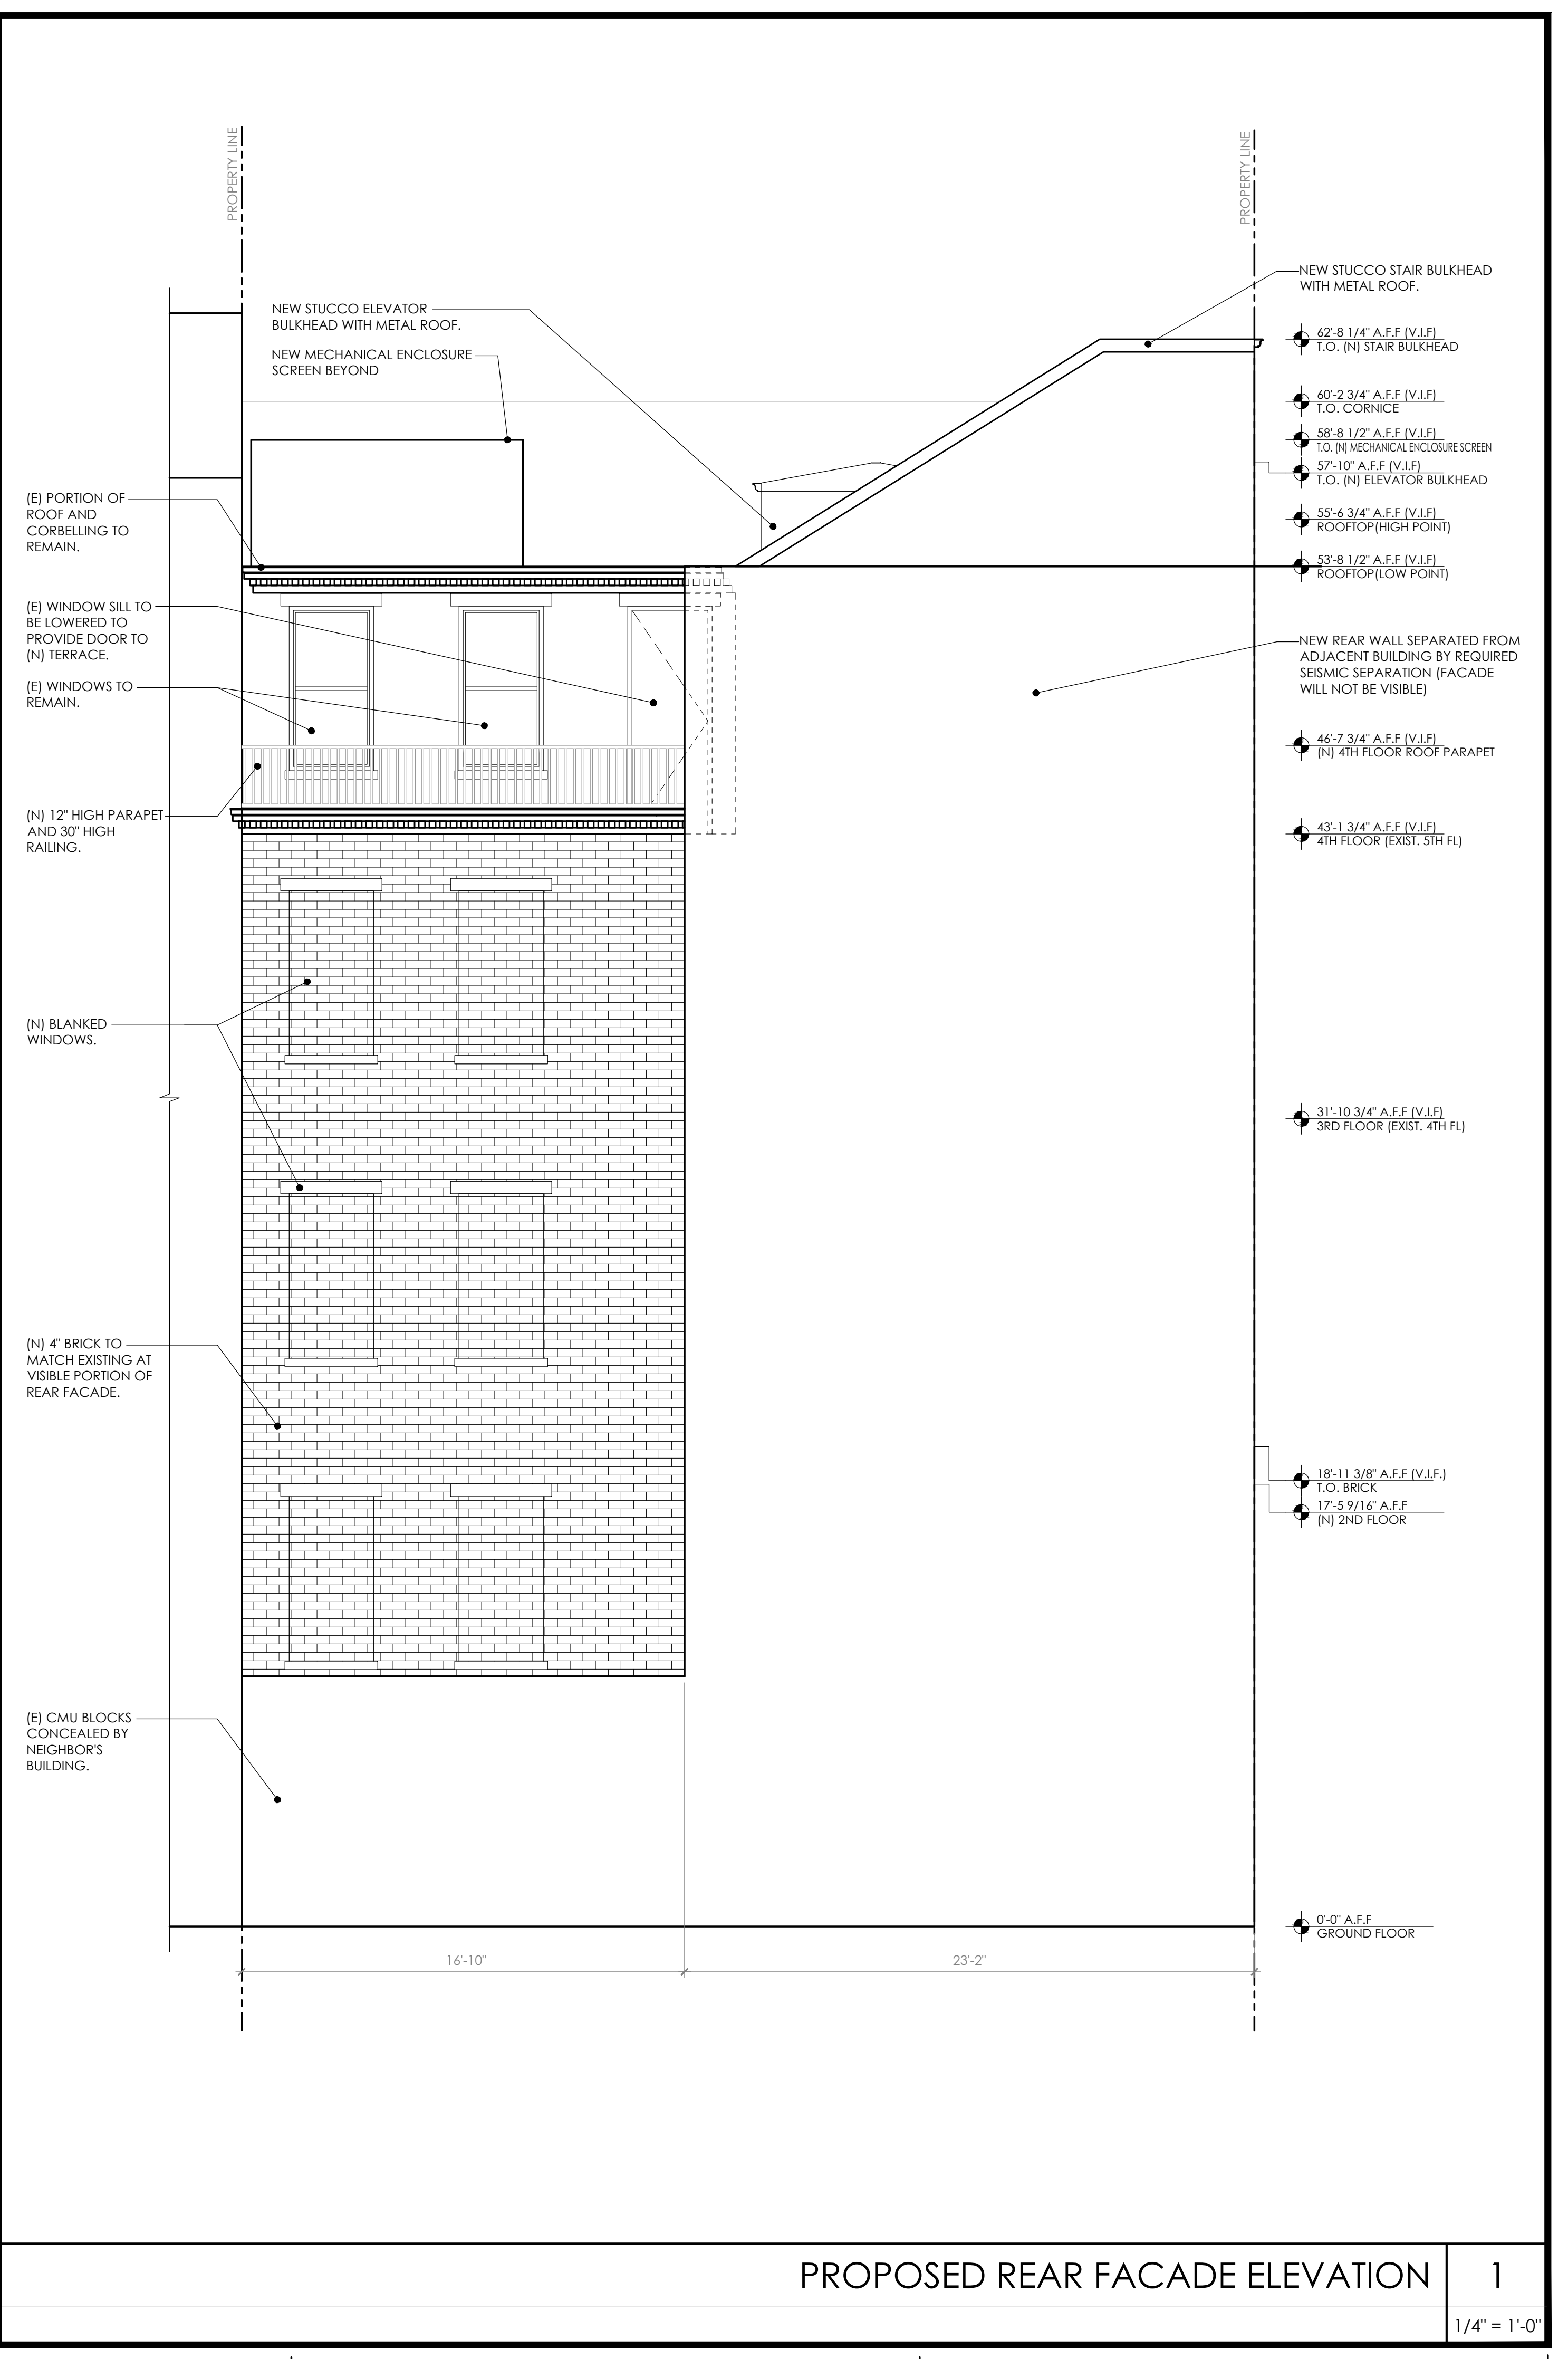 PROPERTY LINE
PROPERTY LINE
NEW STUCCO STAIR BULKHEAD
WITH METAL ROOF.
NEW STUCCO ELEVATOR
BULKHEAD WITH METAL ROOF.
NEW MECHANICAL ENCLOSURE
SCREEN BEYOND
62'-8 1/4" A.F.F (V.I.F)
T.O. (N) STAIR BULKHEAD
60'-2 3/4" A.F.F (V.I.F)
T.O. CORNICE
58'-8 1/2" A.F.F (V.I.F)
T.O. (N) MECHANICAL ENCLOSURE SCREEN
57'-10" A.F.F (V.I.F)
T.O. (N) ELEVATOR BULKHEAD
55'-6 3/4" A.F.F (V.I.F)
ROOFTOP(HIGH POINT)
53'-8 1/2" A.F.F (V.I.F)
ROOFTOP(LOW POINT)
(E) PORTION OF
ROOF AND
CORBELLING TO
REMAIN.
(E) WINDOW SILL TO
BE LOWERED TO
PROVIDE DOOR TO
(N) TERRACE.
(E) WINDOWS TO
REMAIN.
NEW REAR WALL SEPARATED FROM
ADJACENT BUILDING BY REQUIRED
SEISMIC SEPARATION (FACADE
WILL NOT BE VISIBLE)
46'-7 3/4" A.F.F (V.I.F)
(N) 4TH FLOOR ROOF PARAPET
(N) 12" HIGH PARAPET
AND 30" HIGH
RAILING.
43'-1 3/4" A.F.F (V.I.F)
4TH FLOOR (EXIST. 5TH FL)
(N) BLANKED
WINDOWS.
31'-10 3/4" A.F.F (V.I.F)
3RD FLOOR (EXIST. 4TH FL)
(N) 4" BRICK TO
MATCH EXISTING AT
VISIBLE PORTION OF
REAR FACADE.
18'-11 3/8" A.F.F (V.I.F.)
T.O. BRICK
17'-5 9/16" A.F.F
(N) 2ND FLOOR
(E) CMU BLOCKS
CONCEALED BY
NEIGHBOR'S
BUILDING.
0'-0" A.F.F
GROUND FLOOR
16'-10"
23'-2"
PROPOSED REAR FACADE ELEVATION
1
1/4" = 1'-0"